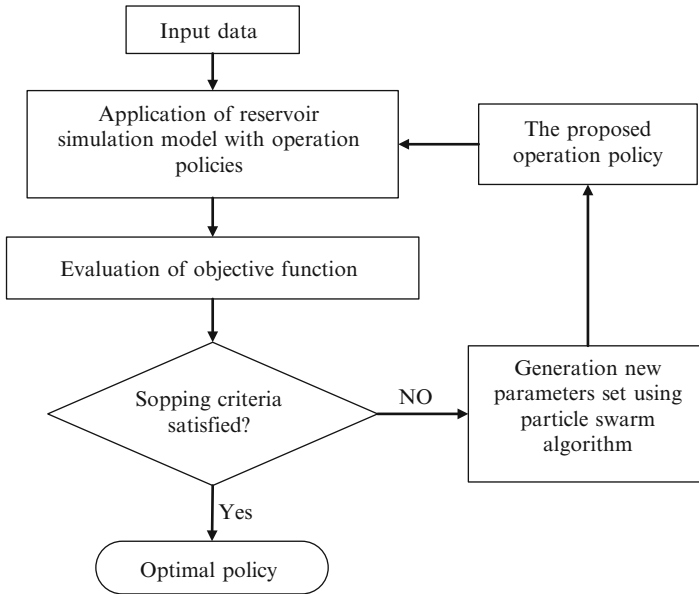 Input data
Application of reservoir
simulation model with operation
policies
The proposed
operation policy
Evaluation of objective function
Sopping criteria
satisfied?
NO
Generation new
parameters set using
particle swarm
algorithm
Yes
Optimal policy